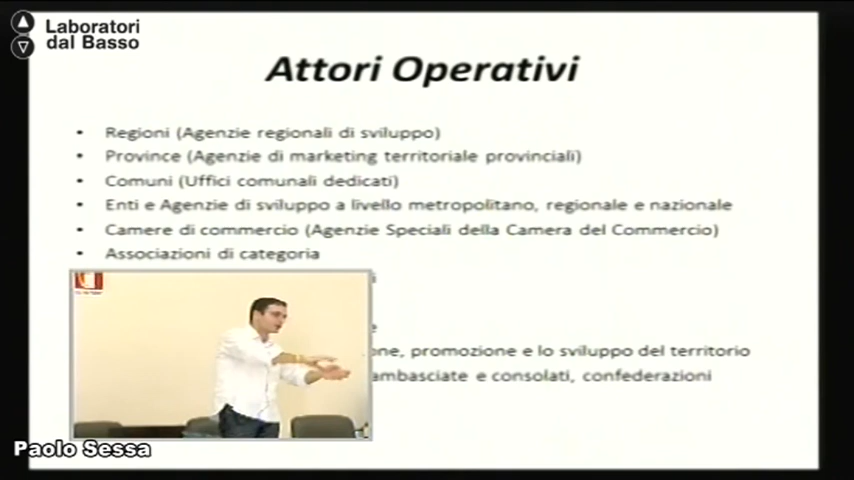 Laboratori
dal Basso
Attori Operativi
• Regioni (Agenzie regionali di sviluppo)
• Province (Agenzie di marketing territoriale provinciali)
• Comuni (Uffici comunali dedicati)
• Enti e Agenzie di sviluppo a livello metropolitano, regionale e nazionale
• Camere di commercio (Agenzie Speciali della Camera del Commercio)
• Associazioni di categoria
promozione e lo sviluppo del territorio
ambasciate e consolati, confederazioni
Paolo Sessa